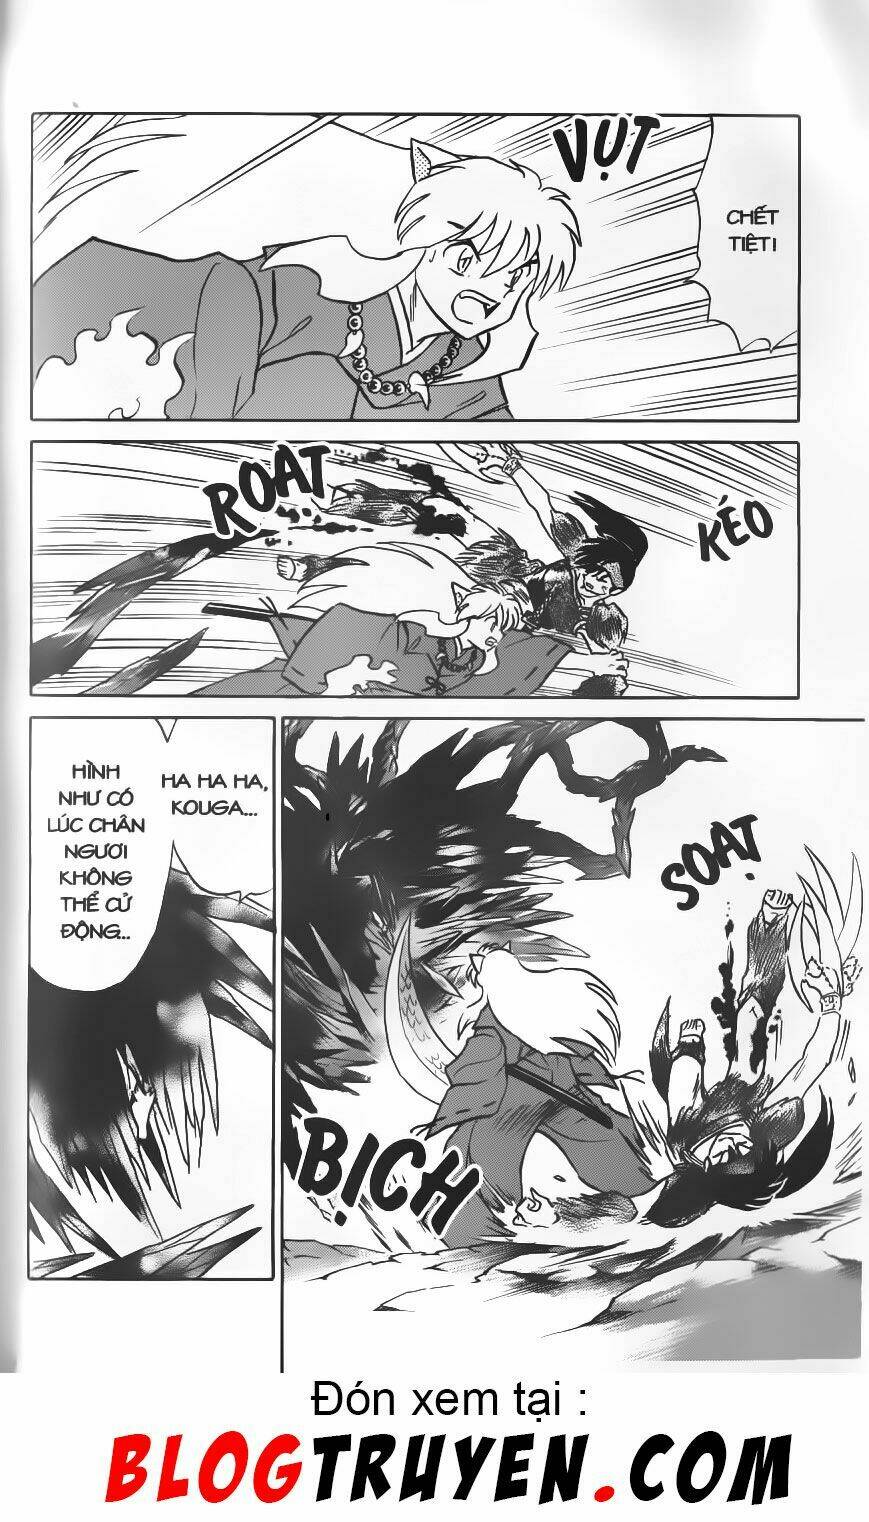 VỤT
CHẾT
TIỆT!
ROẠT
KÉO
HA HA HA,
KOUGA...
HÌNH
NHƯ CÓ
LÚC CHÂN
NGƯƠI
KHÔNG
THỂ CỬ
ĐỘNG...
SOẠT
BỊCH
Đón xem tại :
BLOGTRUYEN.COM